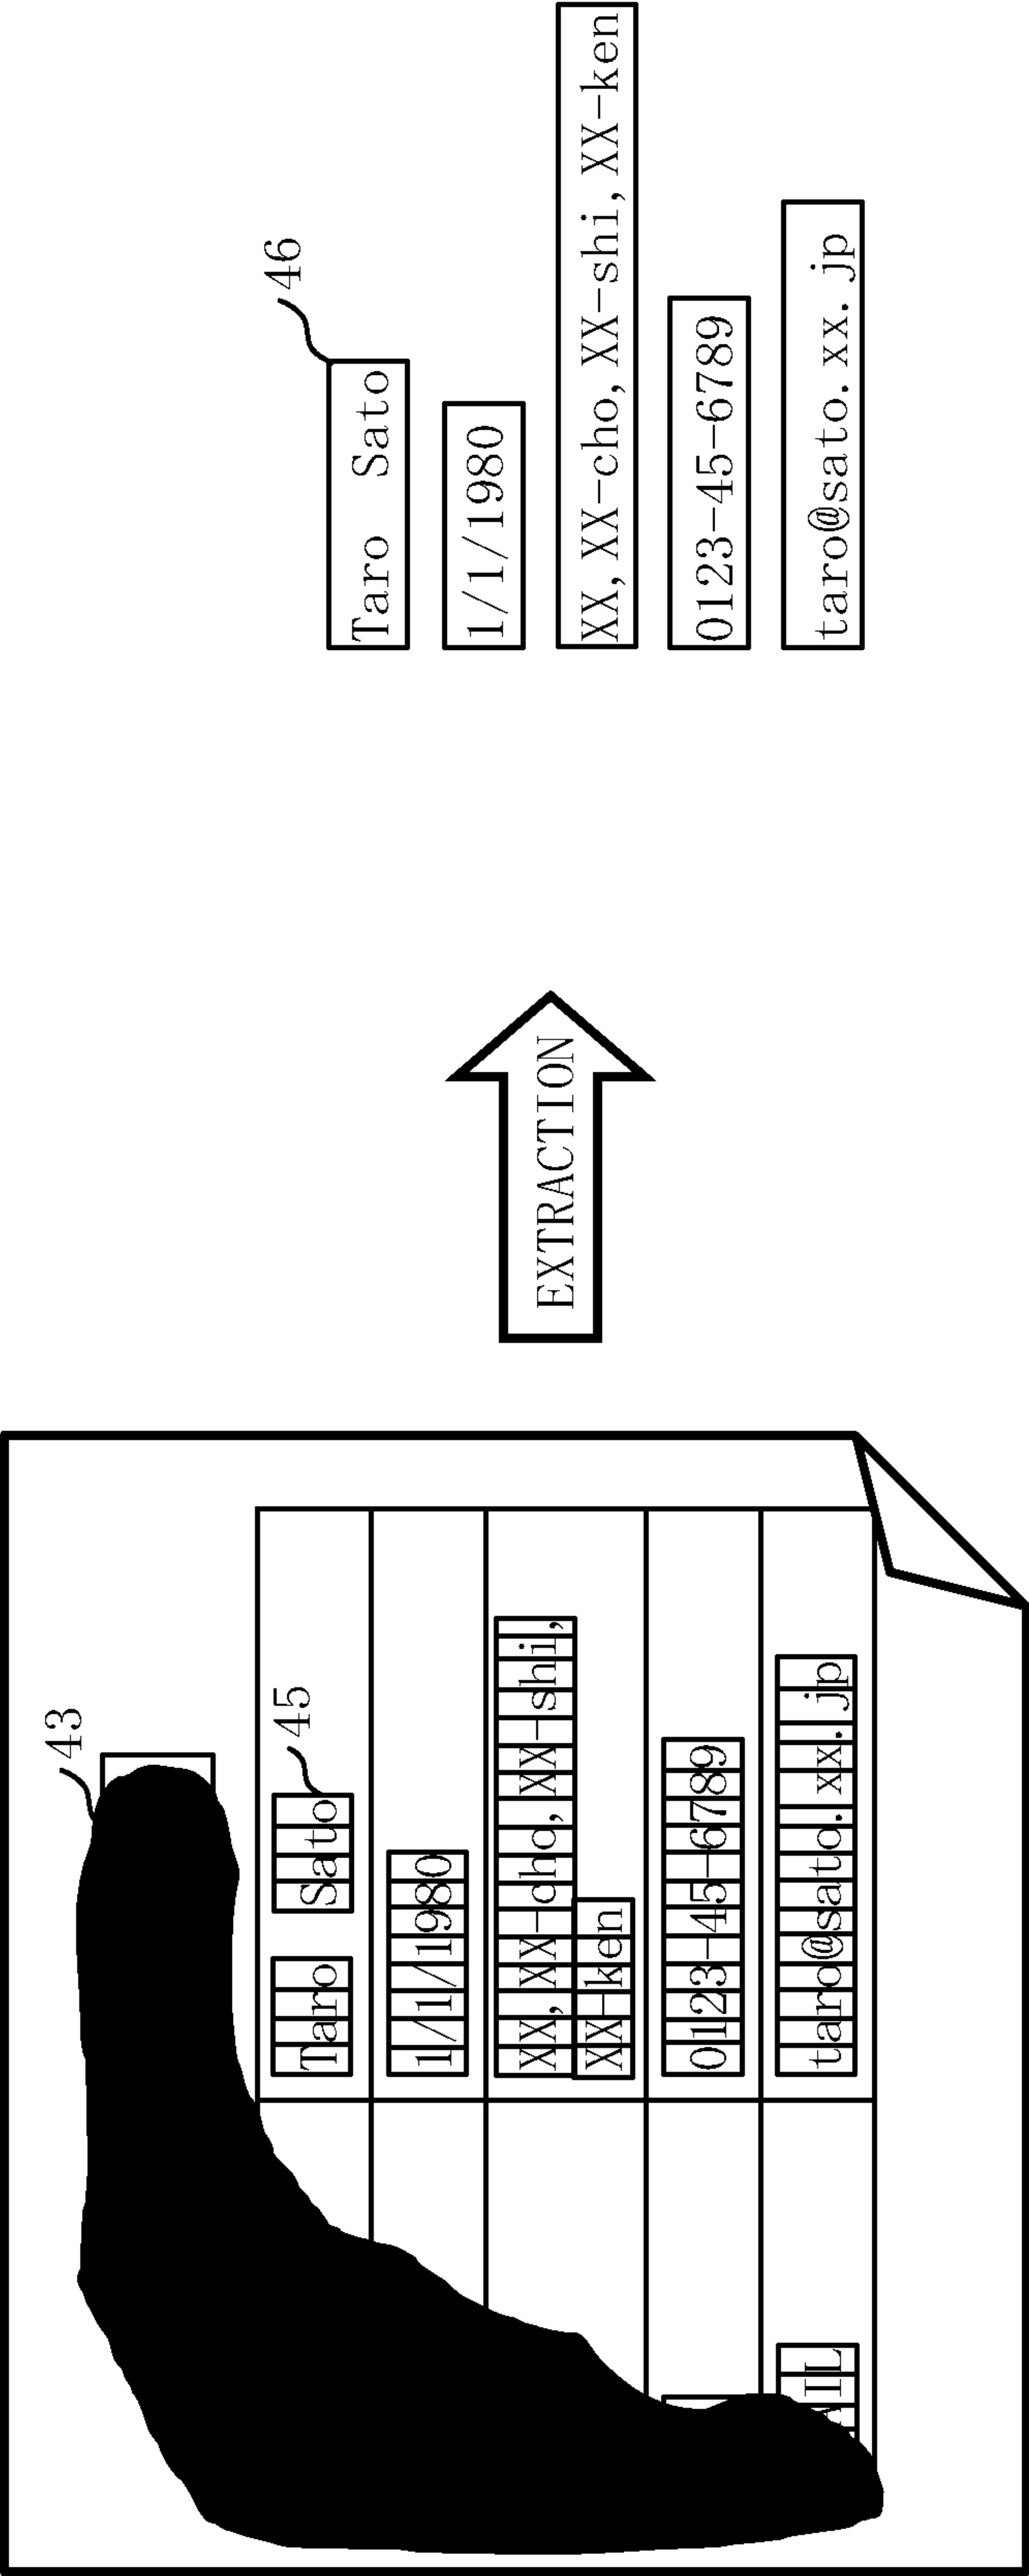 43
Taro Sato
45
1/1/1980
XX, XX-cho, XX-shi,
XX-ken
0123-45-6789
AIL
taro@sato.xx.jp
EXTRACTION
46
Taro Sato
1/1/1980
XX, XX-cho, XX-shi, XX-ken
0123-45-6789
taro@sato.xx.jp